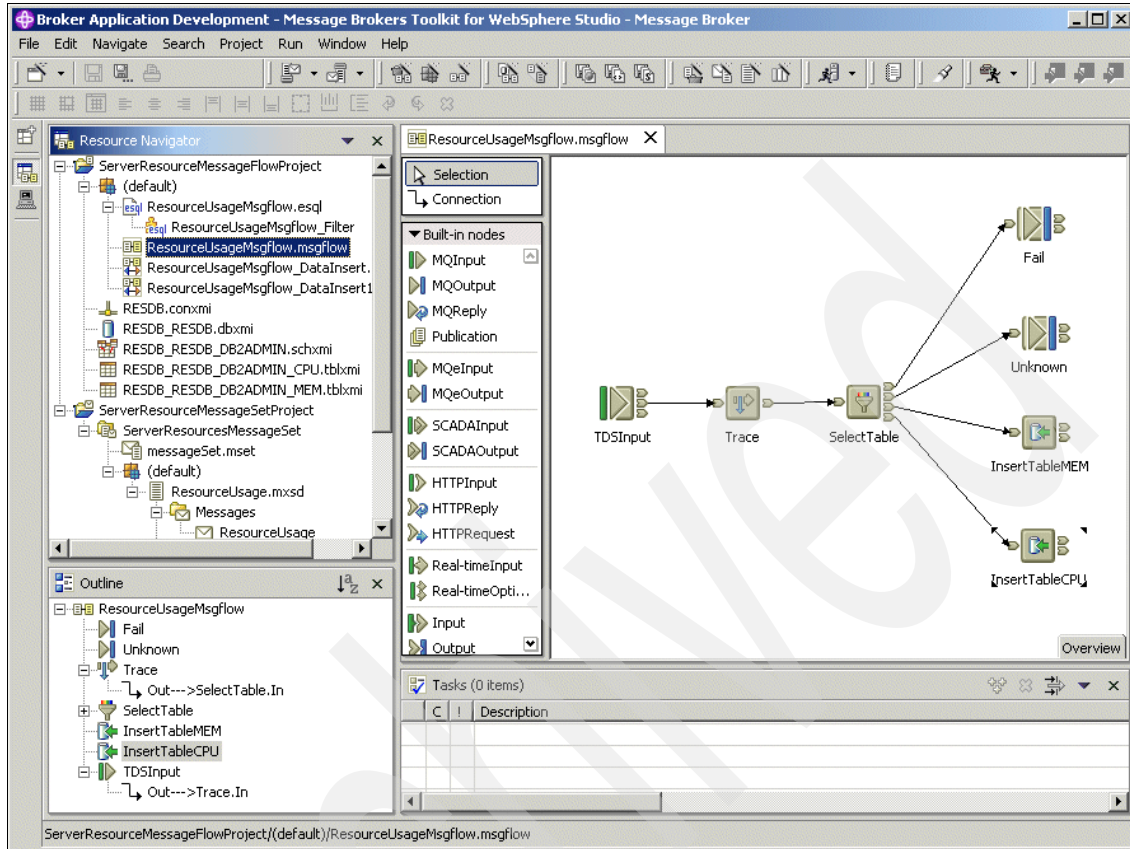 Broker Application Development - Message Brokers Toolkit for WebSphere Studio - Message Broker
File Edit Navigate Search Project Run Window Help
Resource Navigator
ServerResourceMessageFlowProject
(default)
esql ResourceUsageMsgflow.esql
esql ResourceUsageMsgflow_Filter
ResourceUsageMsgflow.msgflow
ResourceUsageMsgflow_DataInsert.
ResourceUsageMsgflow_DataInsert1
RESDB.conxmi
RESDB_RESDB.dbxmi
RESDB_RESDB_DB2ADMIN.schxmi
RESDB_RESDB_DB2ADMIN_CPU.tblxmi
RESDB_RESDB_DB2ADMIN_MEM.tblxmi
ServerResourceMessageSetProject
ServerResourcesMessageSet
messageSet.mset
(default)
ResourceUsage.mxsd
Messages
ResourceUsage
Outline
ResourceUsageMsgflow
Fail
Unknown
Trace
Out--->SelectTable.In
SelectTable
InsertTableMEM
InsertTableCPU
TDSInput
Out--->Trace.In
ResourceUsageMsgflow.msgflow
Selection
Connection
Built-in nodes
MQInput
MQOutput
MQReply
Publication
MQeInput
MQeOutput
SCADAInput
SCADAOutput
HTTPInput
HTTPReply
HTTPRequest
Real-timeInput
Real-timeOpti...
Input
Output
TDSInput
Trace
SelectTable
Fail
Unknown
InsertTableMEM
InsertTableCPU
Overview
Tasks (0 items)
C ! Description
ServerResourceMessageFlowProject/(default)/ResourceUsageMsgflow.msgflow